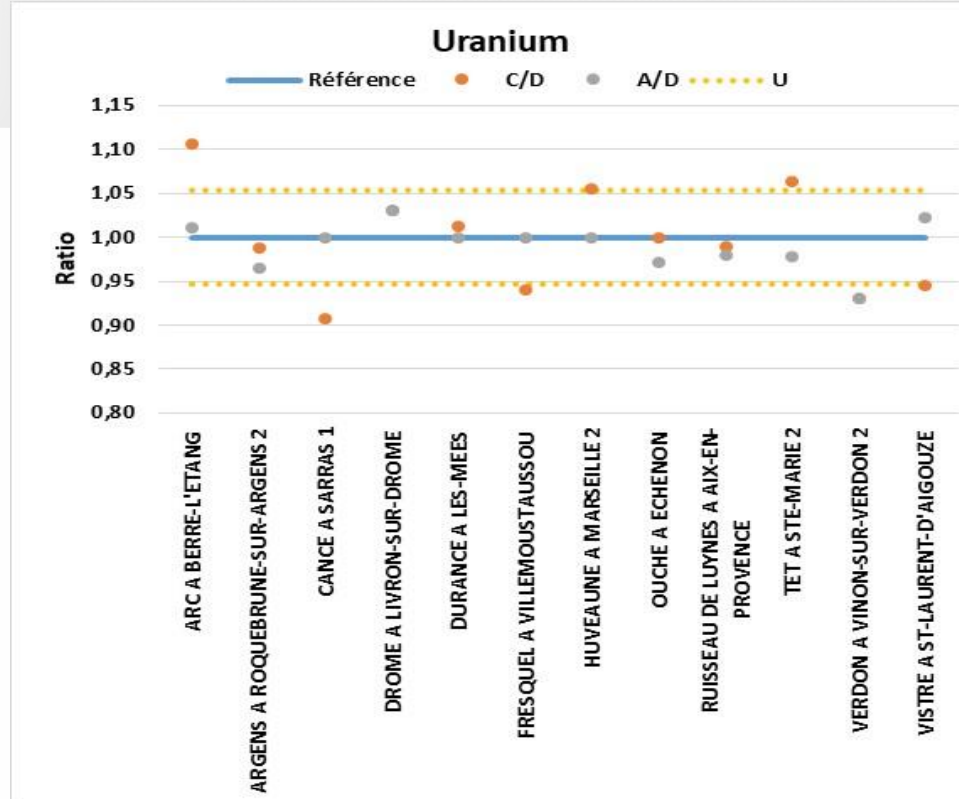 Uranium
Référence C/D A/D U
1,15
1,10
1,05
1,00
0,95
0,90
0,85
0,80
Ratio
ARC A BERRE-L'ETANG
ARGENS A ROQUEBRUNE-SUR-ARGENS 2
CANCE A SARRAS 1
DROME A LIVRON-SUR-DROME
DURANCE A LES-MEES
FRESQUEL A VILLEMOUSTAUSSOU
HUVEAUNE A MARSEILLE 2
OUCHE A ECHENON
RUISSEAU DE LUYNES A AIX-EN-
PROVENCE
TET A STE-MARIE 2
VERDON A VINON-SUR-VERDON 2
VISTRE A ST-LAURENT-D'AIGOUZE